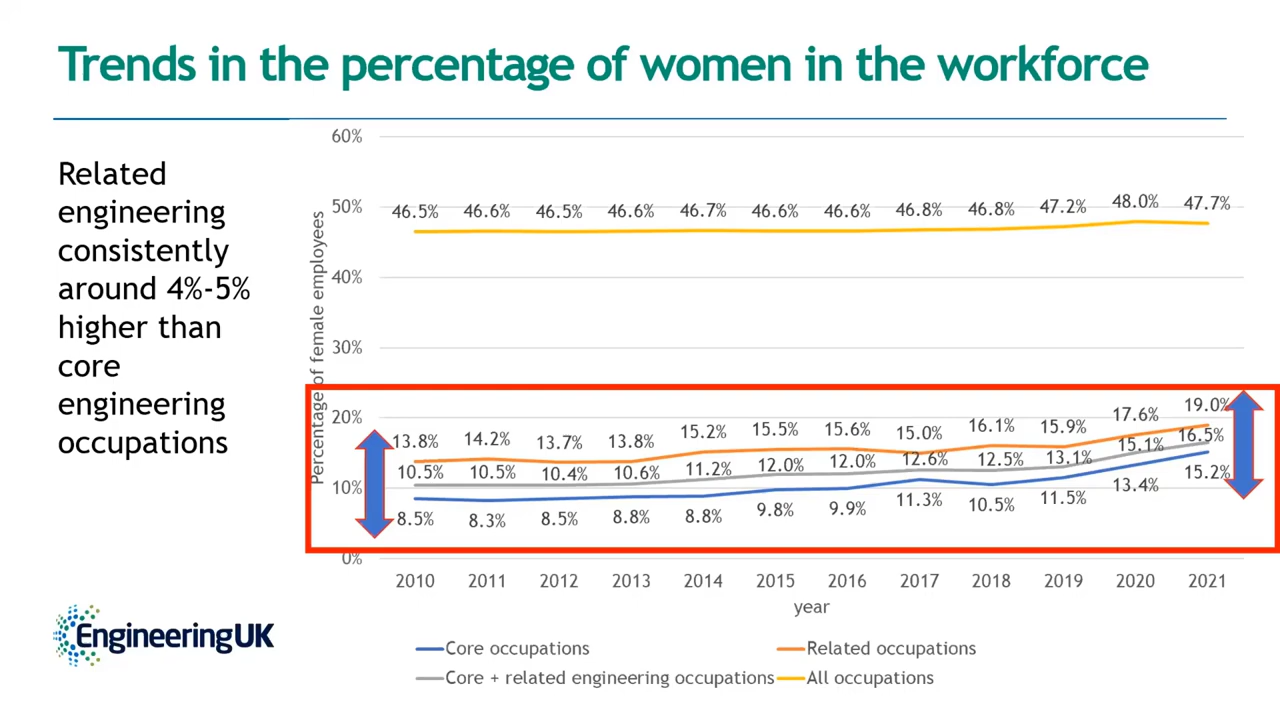 Trends in the percentage of women in the workforce
Related
engineering
consistently
around 4%-5%
higher than
core
engineering
occupations
Percentage of female employees
60%
50%
40%
30%
20%
10%
0%
46.5% 46.6% 46.5% 46.6% 46.7% 46.6% 46.6% 46.8% 46.8% 47.2% 48.0% 47.7%
13.8% 14.2% 13.7% 13.8% 15.2% 15.5% 15.6% 15.0% 16.1% 15.9% 17.6% 19.0%
10.5% 10.5% 10.4% 10.6% 11.2% 12.0% 12.0% 12.6% 12.5% 13.1% 15.1% 16.5%
8.5% 8.3% 8.5% 8.8% 8.8% 9.8% 9.9% 11.3% 10.5% 11.5% 13.4% 15.2%
2010 2011 2012 2013 2014 2015 2016 2017 2018 2019 2020 2021
year
EngineeringUK
Core occupations Related occupations
Core + related engineering occupations All occupations